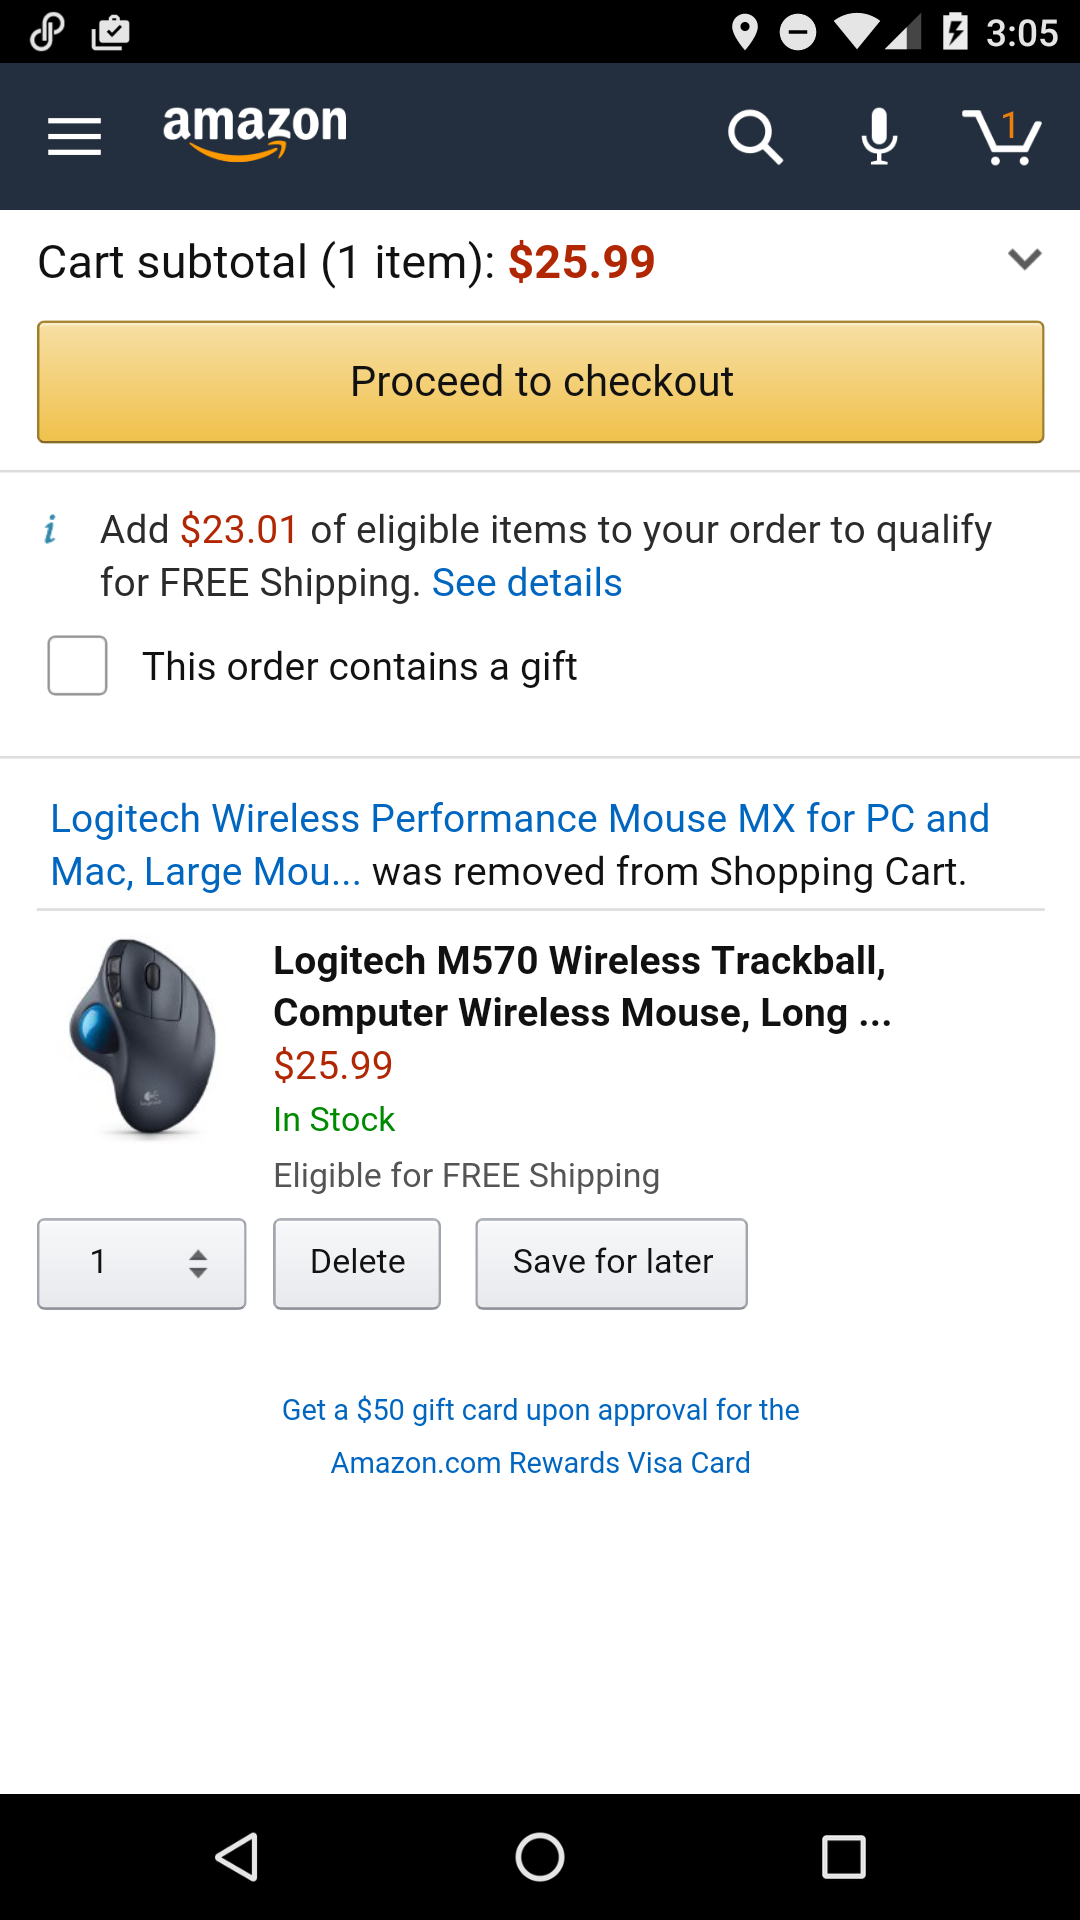 3:05
amazon
1
Cart subtotal (1 item): $25.99
Proceed to checkout
i Add $23.01 of eligible items to your order to qualify
for FREE Shipping. See details
This order contains a gift
Logitech Wireless Performance Mouse MX for PC and
Mac, Large Mou... was removed from Shopping Cart.
Logitech M570 Wireless Trackball,
Computer Wireless Mouse, Long ...
$25.99
In Stock
Eligible for FREE Shipping
1 Delete Save for later
Get a $50 gift card upon approval for the
Amazon.com Rewards Visa Card